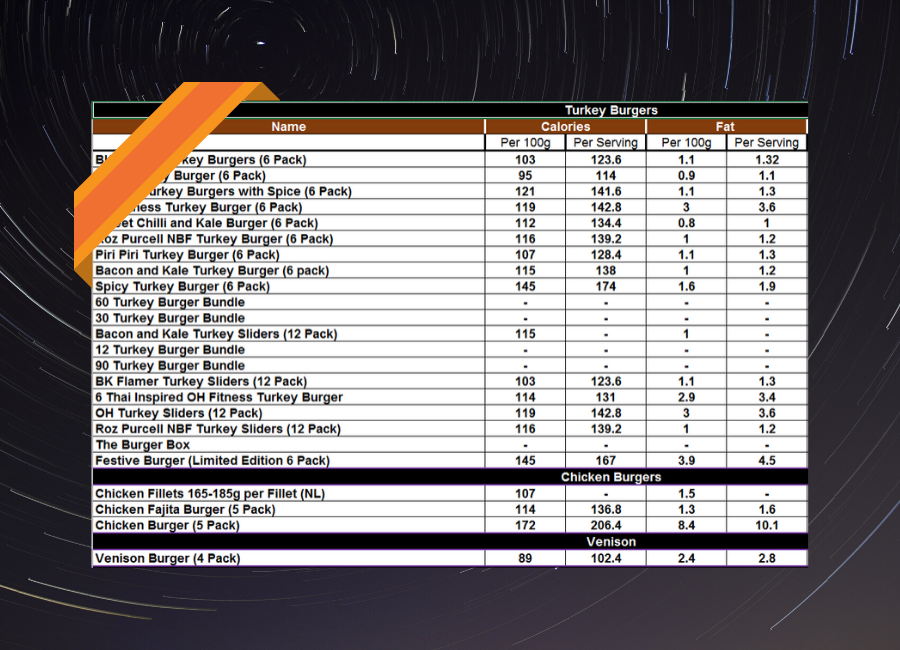 Turkey Burgers
Name Calories Fat
Per 100g Per Serving Per 100g Per Serving
Burgers (6 Pack) 103 123.6 1.1 1.32
Burger (6 Pack) 95 114 0.9 1.1
Burgers with Spice (6 Pack) 121 141.6 1.1 1.3
Turkey Burger (6 Pack) 119 142.8 3 3.6
Chilli and Kale Burger (6 Pack) 112 134.4 0.8 1
Purcell NBF Turkey Burger (6 Pack) 116 139.2 1 1.2
Piri Piri Turkey Burger (6 Pack) 107 128.4 1.1 1.3
Bacon and Kale Turkey Burger (6 pack) 115 138 1 1.2
Spicy Turkey Burger (6 Pack) 145 174 1.6 1.9
60 Turkey Burger Bundle - - - -
30 Turkey Burger Bundle - - - -
Bacon and Kale Turkey Sliders (12 Pack) 115 - 1 -
12 Turkey Burger Bundle - - - -
90 Turkey Burger Bundle - - - -
BK Flamer Turkey Sliders (12 Pack) 103 123.6 1.1 1.3
6 Thai Inspired OH Fitness Turkey Burger 114 131 2.9 3.4
OH Turkey Sliders (12 Pack) 119 142.8 3 3.6
Roz Purcell NBF Turkey Sliders (12 Pack) 116 139.2 1 1.2
The Burger Box - - - -
Festive Burger (Limited Edition 6 Pack) 145 167 3.9 4.5
Chicken Burgers
Chicken Fillets 165-185g per Fillet (NL) 107 - 1.5 -
Chicken Fajita Burger (5 Pack) 114 136.8 1.3 1.6
Chicken Burger (5 Pack) 172 206.4 8.4 10.1
Venison
Venison Burger (4 Pack) 89 102.4 2.4 2.8